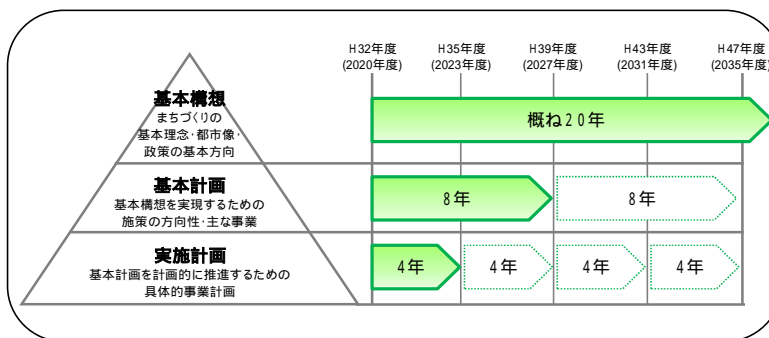 H32年度 H35年度 H39年度 H43年度 H47年度
(2020年度) (2023年度) (2027年度) (2031年度) (2035年度)
基本構想
まちづくりの
基本理念・都市像・
政策の基本方向
概ね20年
基本計画
基本構想を実現するための
施策の方向性・主な事業
8年 8年
実施計画
基本計画を計画的に推進するための
具体的事業計画
4年 4年 4年 4年